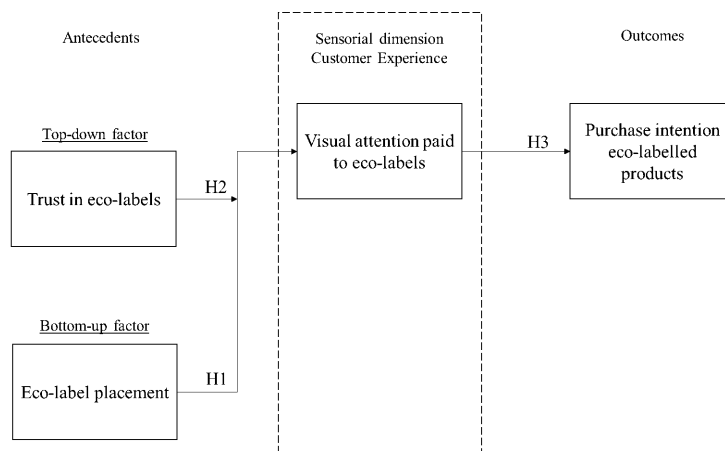 Antecedents
Sensorial dimension
Customer Experience
Outcomes
Top-down factor
Trust in eco-labels
H2
Visual attention paid
to eco-labels
H3
Purchase intention
eco-labelled
products
Bottom-up factor
Eco-label placement
H1